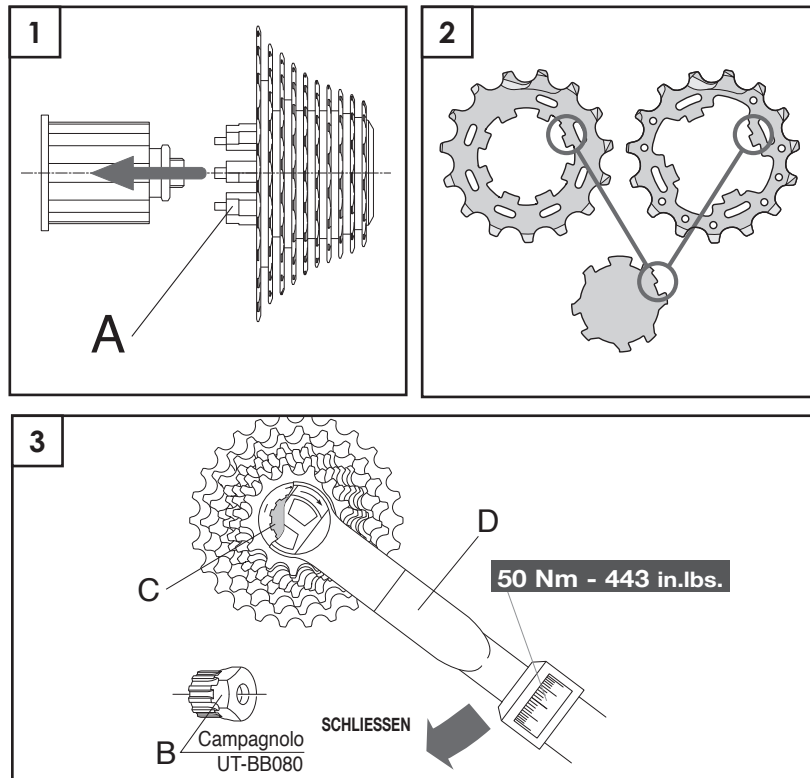 1
2
A
3
D
50 Nm - 443 in.lbs.
C
SCHLIESSEN
B
Campagnolo
UT-BB080